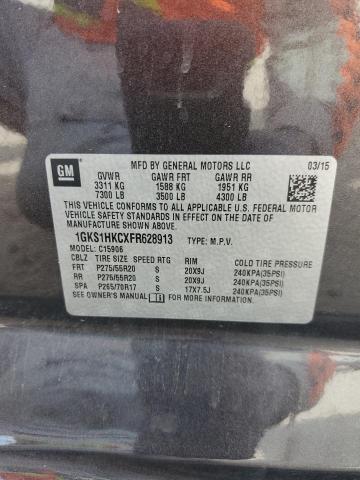 GM
MFD BY GENERAL MOTORS LLC 03/15
GVWR GAWR FRT GAWR RR
3311 KG 1588 KG 1951 KG
7300 LB 3500 LB 4300 LB
THIS VEHICLE CONFORMS TO ALL APPLICABLE U.S. FEDERAL MOTOR
VEHICLE SAFETY STANDARDS IN EFFECT ON THE DATE OF
MANUFACTURE SHOWN ABOVE.
1GKS1HKCXFR628913 TYPE: M.P.V.
MODEL: C15906
CBLZ TIRE SIZE SPEED RTG RIM COLD TIRE PRESSURE
FRT P275/55R20 S 20X9J 240KPA(35PSI)
RR P275/55R20 S 20X9J 240KPA(35PSI)
SPA P265/70R17 S 17X7.5J 240KPA(35PSI)
SEE OWNER'S MANUAL FOR ADDITIONAL INFORMATION.